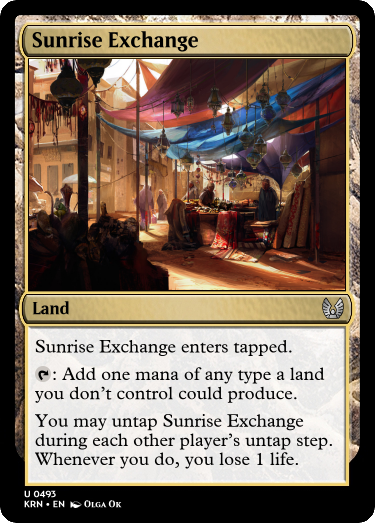 Sunrise Exchange
Land
Sunrise Exchange enters tapped.
: Add one mana of any type a land
you don't control could produce.
You may untap Sunrise Exchange
during each other player's untap step.
Whenever you do, you lose 1 life.
U 0493
KRN • EN Olga Ok